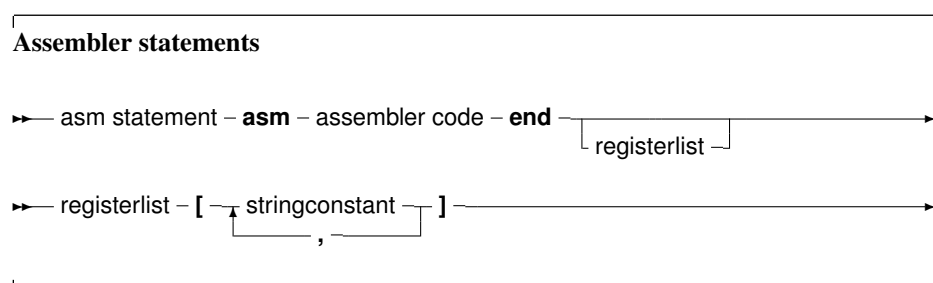 Assembler statements
asm statement – asm – assembler code – end
registerlist
registerlist – [ stringconstant ]
,